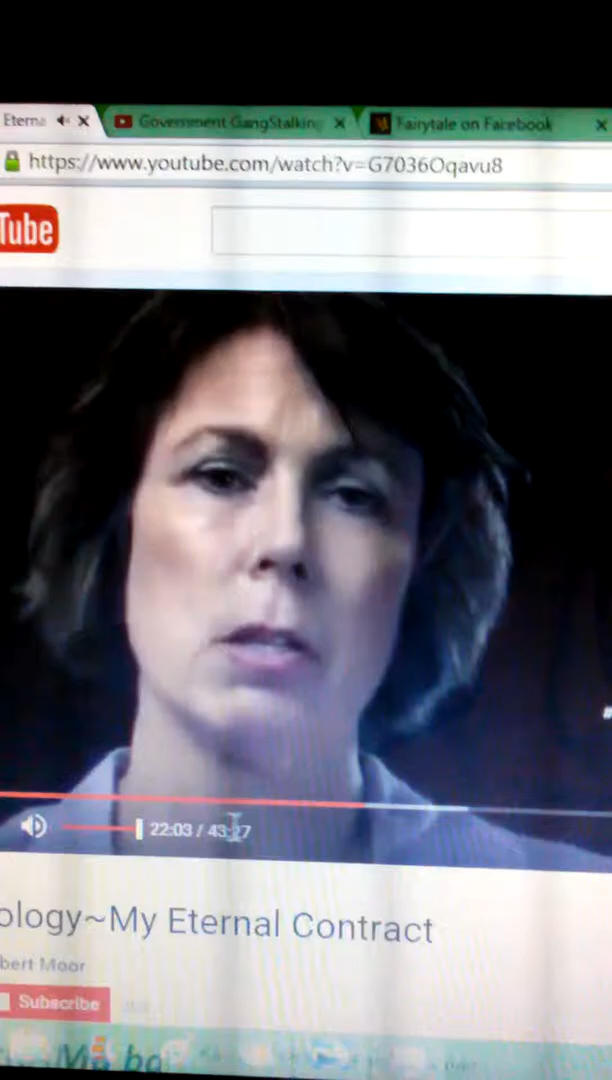 Eterna
Government GangStalking
Fairytale on Facebook
https://www.youtube.com/watch?v=G7036Oqavu8
Tube
22:03 / 43:27
ology~My Eternal Contract
bert Moor
Subscribe